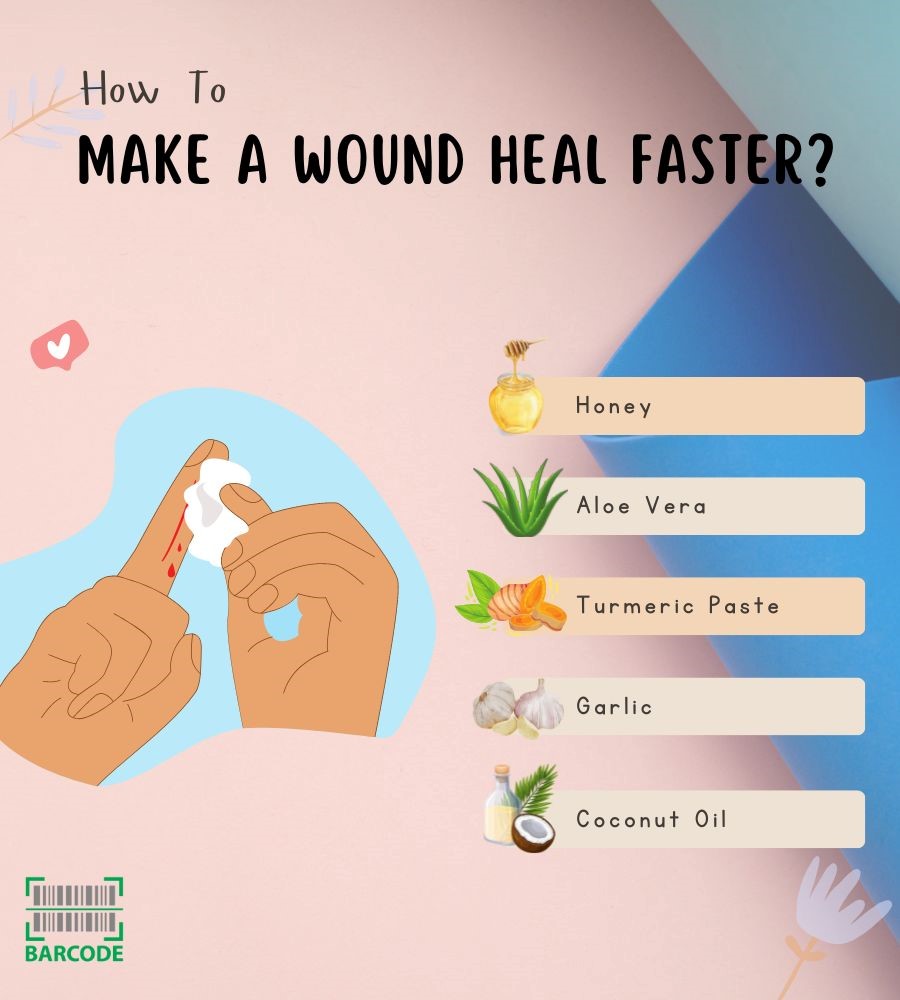 How To
MAKE A WOUND HEAL FASTER?
Honey
Aloe Vera
Turmeric Paste
Garlic
Coconut Oil
BARCODE